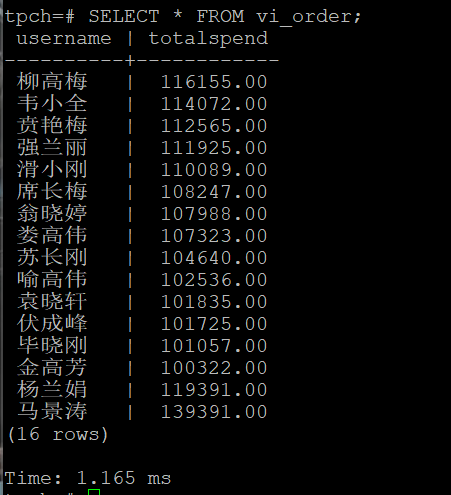 tpch=# SELECT * FROM vi_order;
username | totalspend
----------+------------
柳高梅 | 116155.00
韦小全 | 114072.00
贲艳梅 | 112565.00
强兰丽 | 111925.00
滑小刚 | 110089.00
席长梅 | 108247.00
翁晓婷 | 107988.00
娄高伟 | 107323.00
苏长刚 | 104640.00
喻高伟 | 102536.00
袁晓轩 | 101835.00
伏成峰 | 101725.00
毕晓刚 | 101057.00
金高芳 | 100322.00
杨兰娟 | 119391.00
马景涛 | 139391.00
(16 rows)
Time: 1.165 ms